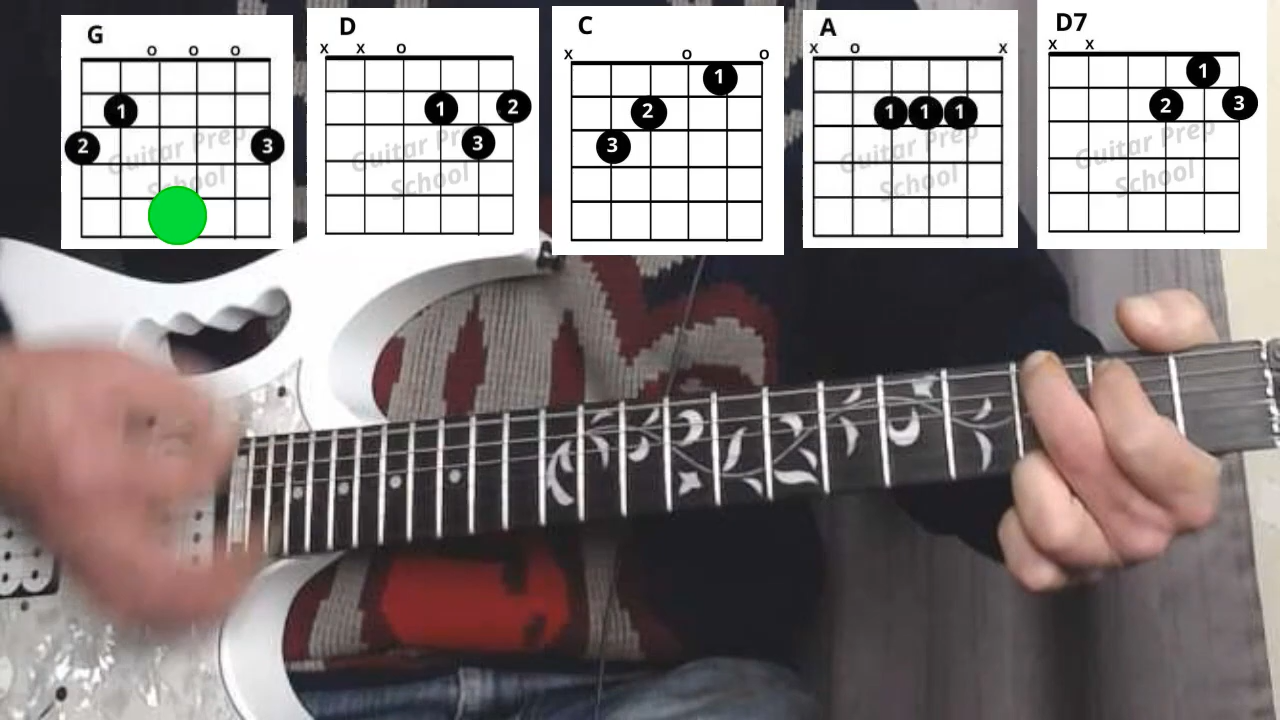 G
o o o
1
2 3
Guitar Prep
School
D
x x o
1 2
3
Guitar Prep
School
C
x o o
1
2
3
A
x o x
1 1 1
Guitar Prep
School
D7
x x
1
2 3
Guitar Prep
School